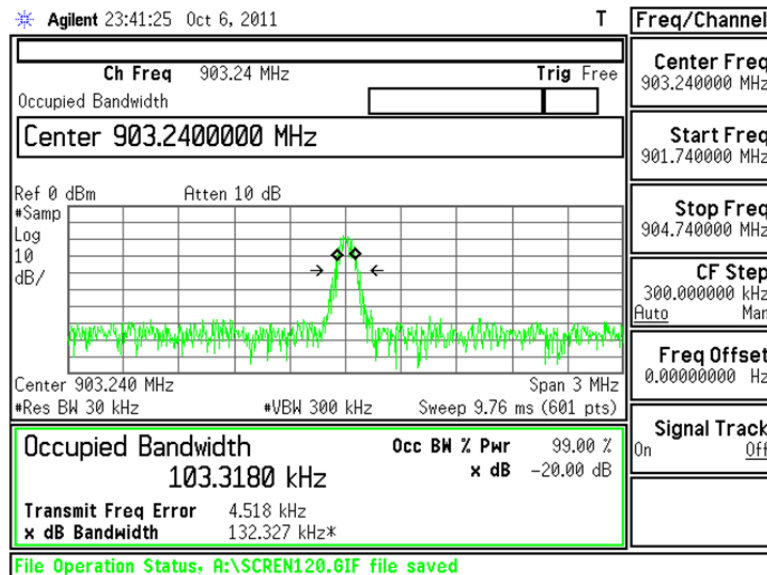 Agilent 23:41:25 Oct 6, 2011 T
Ch Freq 903.24 MHz Trig Free
Occupied Bandwidth
Center 903.2400000 MHz
Ref 0 dBm Atten 10 dB
#Samp
Log
10
dB/
Center 903.240 MHz Span 3 MHz
#Res BW 30 kHz #VBW 300 kHz Sweep 9.76 ms (601 pts)
Occupied Bandwidth Occ BW % Pwr 99.00 %
103.3180 kHz x dB -20.00 dB
Transmit Freq Error 4.518 kHz
x dB Bandwidth 132.327 kHz*
File Operation Status, A:\SCREN120.GIF file saved
Freq/Channel
Center Freq
903.240000 MHz
Start Freq
901.740000 MHz
Stop Freq
904.740000 MHz
CF Step
300.000000 kHz
Auto Man
Freq Offset
0.00000000 Hz
Signal Track
On Off